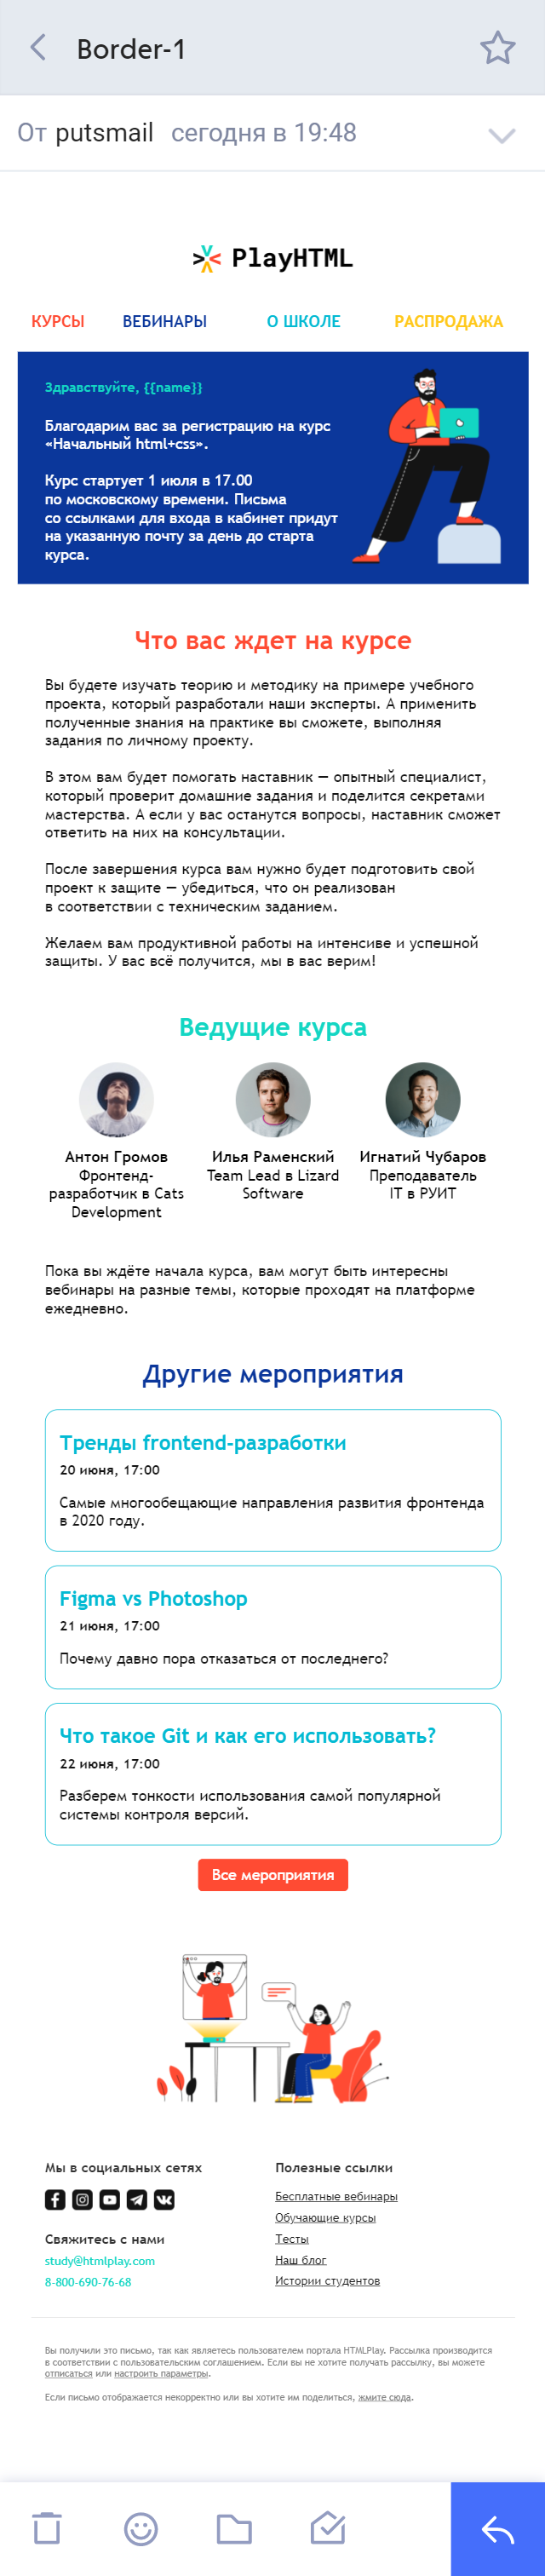 Border-1
От putsmail сегодня в 19:48
PlayHTML
КУРСЫ ВЕБИНАРЫ О ШКОЛЕ РАСПРОДАЖА
Здравствуйте, {{name}}
Благодарим вас за регистрацию на курс
«Начальный html+css».
Курс стартует 1 июля в 17.00
по московскому времени. Письма
со ссылками для входа в кабинет придут
на указанную почту за день до старта
курса.
Что вас ждет на курсе
Вы будете изучать теорию и методику на примере учебного
проекта, который разработали наши эксперты. А применить
полученные знания на практике вы сможете, выполняя
задания по личному проекту.
В этом вам будет помогать наставник — опытный специалист,
который проверит домашние задания и поделится секретами
мастерства. А если у вас останутся вопросы, наставник сможет
ответить на них на консультации.
После завершения курса вам нужно будет подготовить свой
проект к защите — убедиться, что он реализован
в соответствии с техническим заданием.
Желаем вам продуктивной работы на интенсиве и успешной
защиты. У вас всё получится, мы в вас верим!
Ведущие курса
Антон Громов
Фронтенд-
разработчик в Cats
Development
Илья Раменский
Team Lead в Lizard
Software
Игнатий Чубаров
Преподаватель
IT в РУИТ
Пока вы ждёте начала курса, вам могут быть интересны
вебинары на разные темы, которые проходят на платформе
ежедневно.
Другие мероприятия
Тренды frontend-разработки
20 июня, 17:00
Самые многообещающие направления развития фронтенда
в 2020 году.
Figma vs Photoshop
21 июня, 17:00
Почему давно пора отказаться от последнего?
Что такое Git и как его использовать?
22 июня, 17:00
Разберем тонкости использования самой популярной
системы контроля версий.
Все мероприятия
Мы в социальных сетях
Свяжитесь с нами
study@htmlplay.com
8-800-690-76-68
Полезные ссылки
Бесплатные вебинары
Обучающие курсы
Тесты
Наш блог
Истории студентов
Вы получили это письмо, так как являетесь пользователем портала HTMLPlay. Рассылка производится
в соответствии с пользовательским соглашением. Если вы не хотите получать рассылку, вы можете
отписаться или настроить параметры.
Если письмо отображается некорректно или вы хотите им поделиться, жмите сюда.